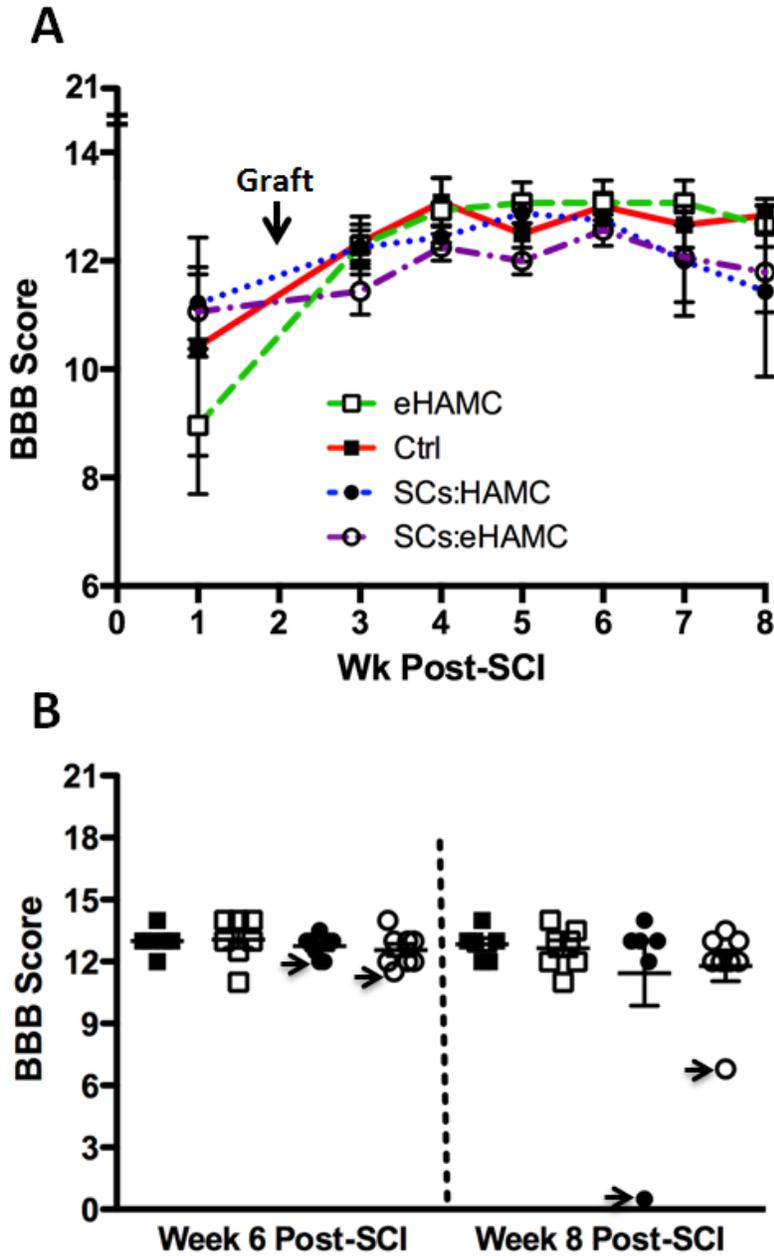 A
21
14
12
10
8
6
BBB Score
Graft
eHAMC
Ctrl
SCs:HAMC
SCs:eHAMC
0 1 2 3 4 5 6 7 8
Wk Post-SCI
B
21
18
15
12
9
6
3
0
BBB Score
Week 6 Post-SCI Week 8 Post-SCI